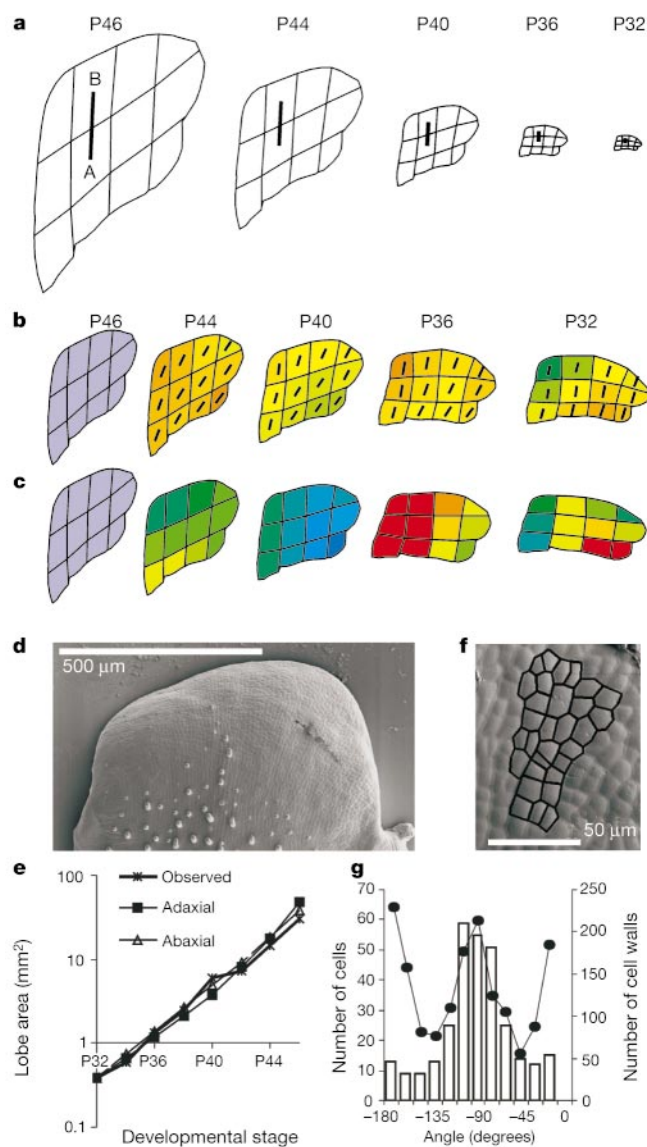 a
P46 P44 P40 P36 P32
B
A
b
P46 P44 P40 P36 P32
c
d
500 μm
f
50 μm
e
100
10
1
0.1
Lobe area (mm²)
Observed
Adaxial
Abaxial
P32 P36 P40 P44
Developmental stage
g
70
60
50
40
30
20
10
0
Number of cells
250
200
150
100
50
0
Number of cell walls
−180 −135 −90 −45 0
Angle (degrees)